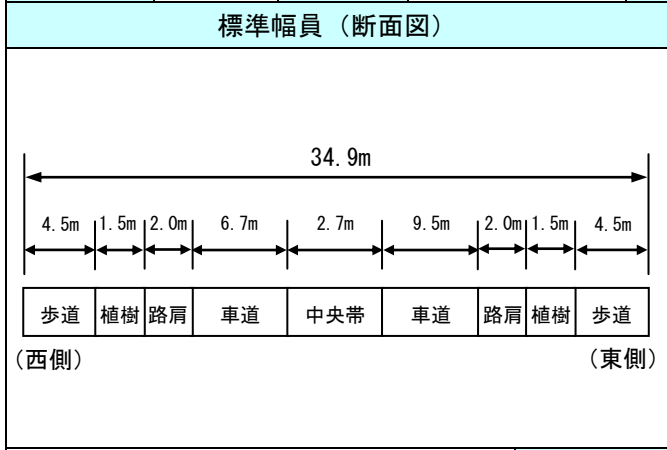 標準幅員（断面図）
34.9m
4.5m 1.5m 2.0m 6.7m 2.7m 9.5m 2.0m 1.5m 4.5m
歩道 植樹 路肩 車道 中央帯 車道 路肩 植樹 歩道
（西側） （東側）